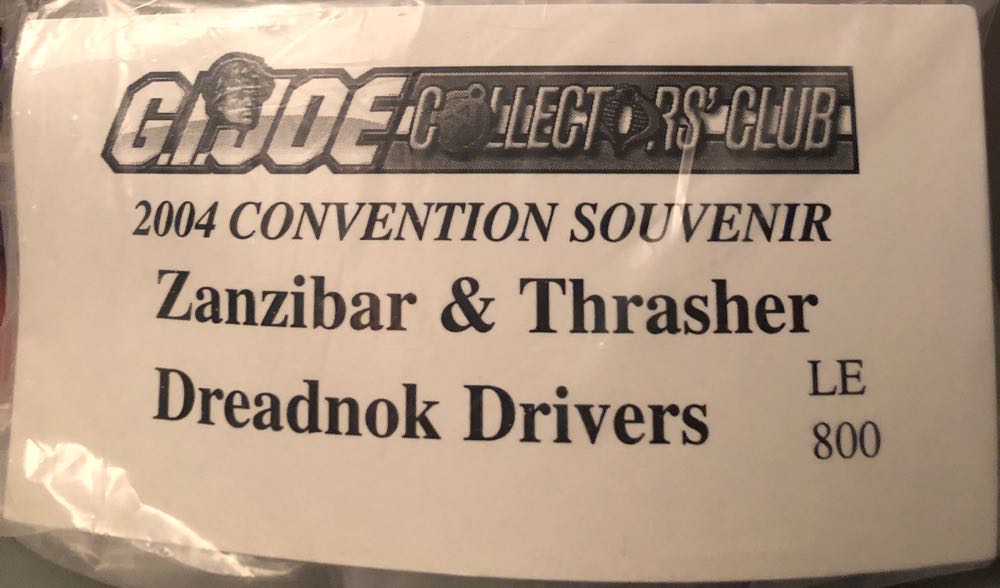 G.I.JOE COLLECTORS' CLUB
2004 CONVENTION SOUVENIR
Zanzibar & Thrasher
Dreadnok Drivers
LE
800